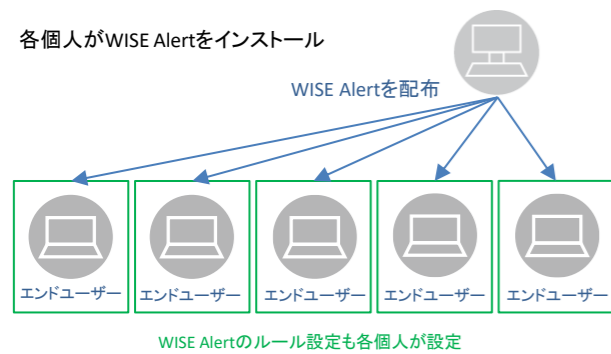 各個人がWISE Alertをインストール
WISE Alertを配布
エンドユーザー
エンドユーザー
エンドユーザー
エンドユーザー
エンドユーザー
WISE Alertのルール設定も各個人が設定